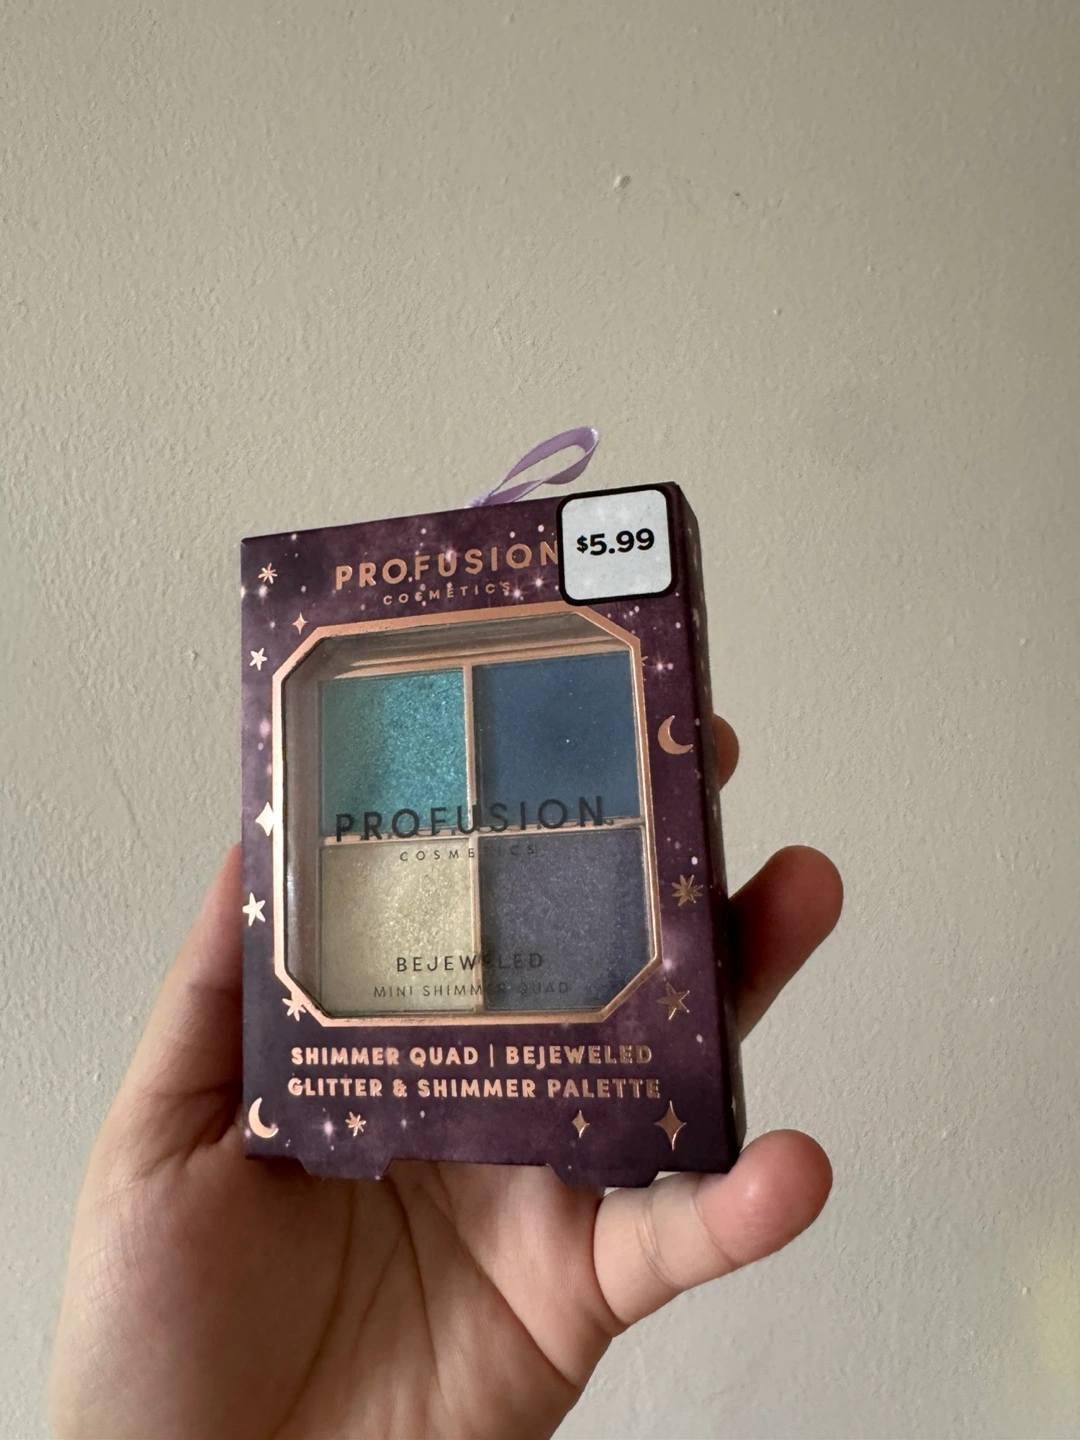 $5.99
PROFUSION
COSMETICS
PROFUSION
COSMETICS
BEJEWELED
MINI SHIMMER QUAD
SHIMMER QUAD | BEJEWELED
GLITTER & SHIMMER PALETTE